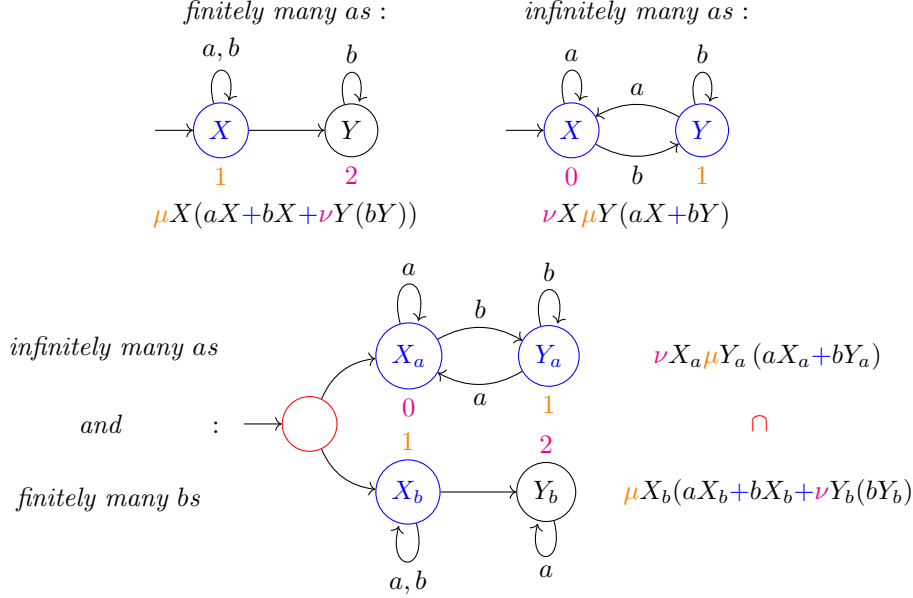 finitely many as :
infinitely many as :
a, b
b
a
b
X
Y
a
X
Y
b
1
2
0
1
μX(aX+bX+νY(bY))
νXμY(aX+bY)
a
b
b
infinitely many as
X_a
Y_a
νX_aμY_a (aX_a+bY_a)
a
0
1
and :
∩
1
2
finitely many bs
X_b
Y_b
μX_b(aX_b+bX_b+νY_b(bY_b)
a, b
a